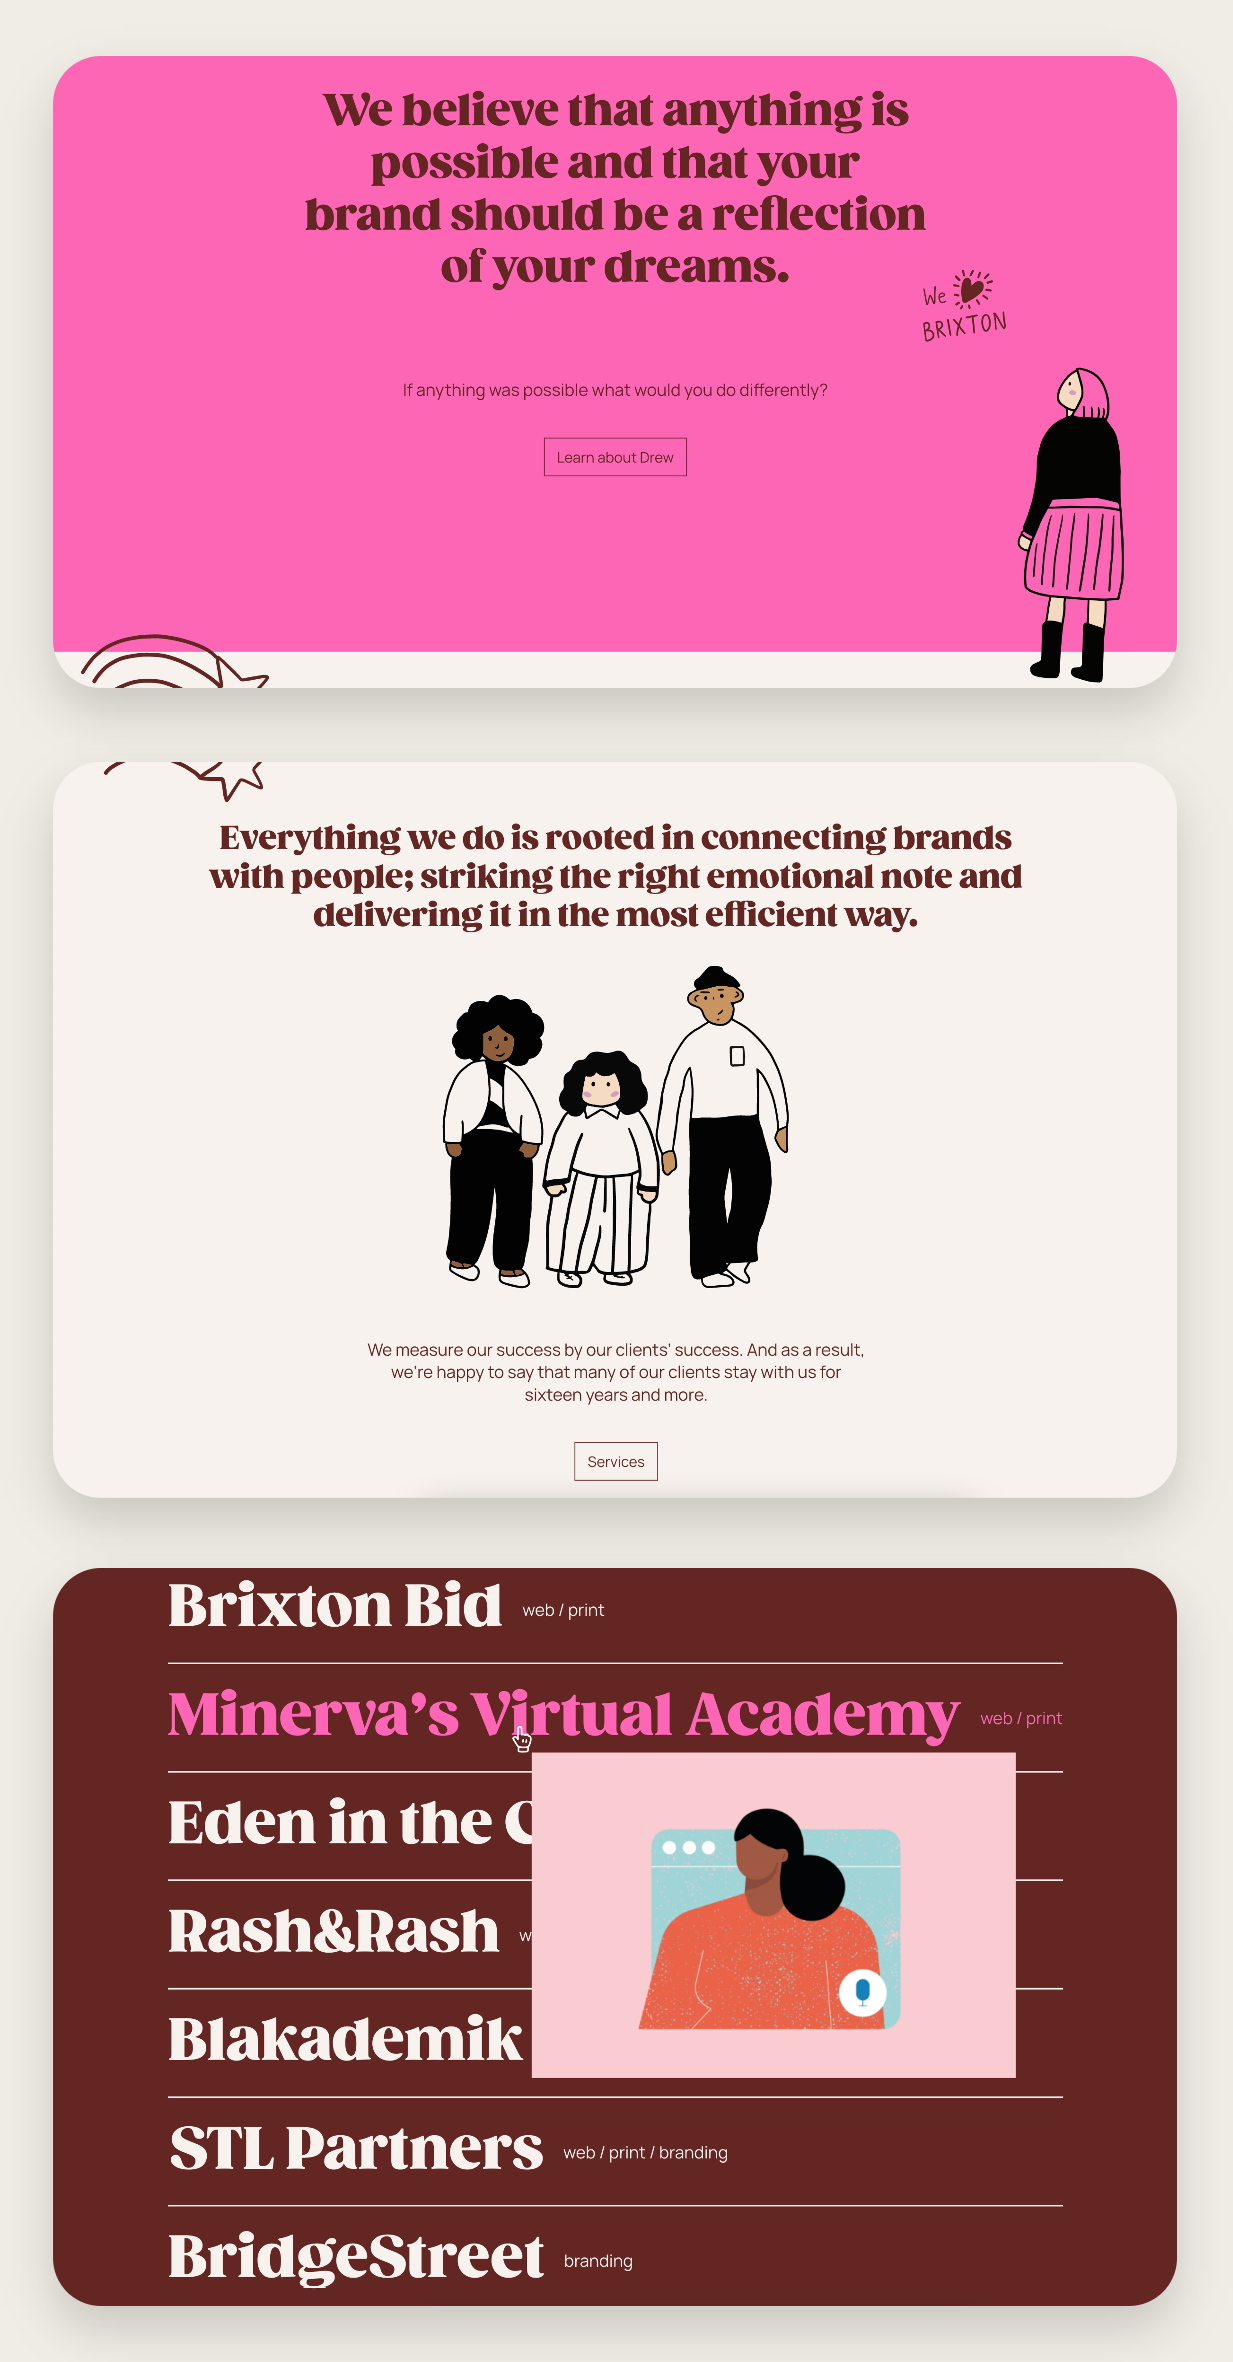 We believe that anything is
possible and that your
brand should be a reflection
of your dreams.
We
BRIXTON
If anything was possible what would you do differently?
Learn about Drew
Everything we do is rooted in connecting brands
with people; striking the right emotional note and
delivering it in the most efficient way.
We measure our success by our clients' success. And as a result,
we're happy to say that many of our clients stay with us for
sixteen years and more.
Services
Brixton Bid web / print
Minerva’s Virtual Academy web / print
Eden in the
Rash&Rash
Blakademik
STL Partners web / print / branding
BridgeStreet branding